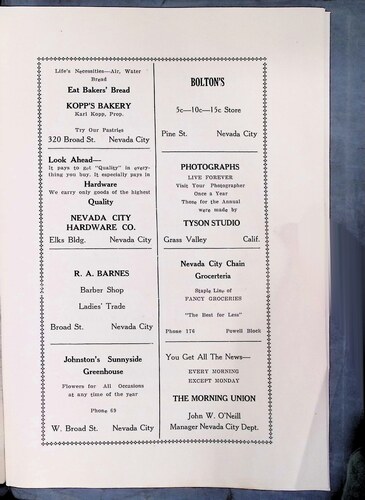 Life's Necessities—Air, Water
Bread
Eat Bakers' Bread
KOPP'S BAKERY
Karl Kopp, Prop.
Try Our Pastries
320 Broad St. Nevada City
Look Ahead—
It pays to get "Quality" in every-
thing you buy. It especially pays in
Hardware
We carry only goods of the highest
Quality
NEVADA CITY
HARDWARE CO.
Elks Bldg. Nevada City
R. A. BARNES
Barber Shop
Ladies' Trade
Broad St. Nevada City
Johnston's Sunnyside
Greenhouse
Flowers for All Occasions
at any time of the year
Phone 63
W. Broad St. Nevada City
BOLTON'S
5c—10c—15c Store
Pine St. Nevada City
PHOTOGRAPHS
LIVE FOREVER
Visit Your Photographer
Once a Year
Those for the Annual
were made by
TYSON STUDIO
Grass Valley Calif.
Nevada City Chain
Groceteria
Staple Line of
FANCY GROCERIES
"The Best for Less"
Phone 176 Powell Block
You Get All The News—
EVERY MORNING
EXCEPT MONDAY
THE MORNING UNION
John W. O'Neill
Manager Nevada City Dept.